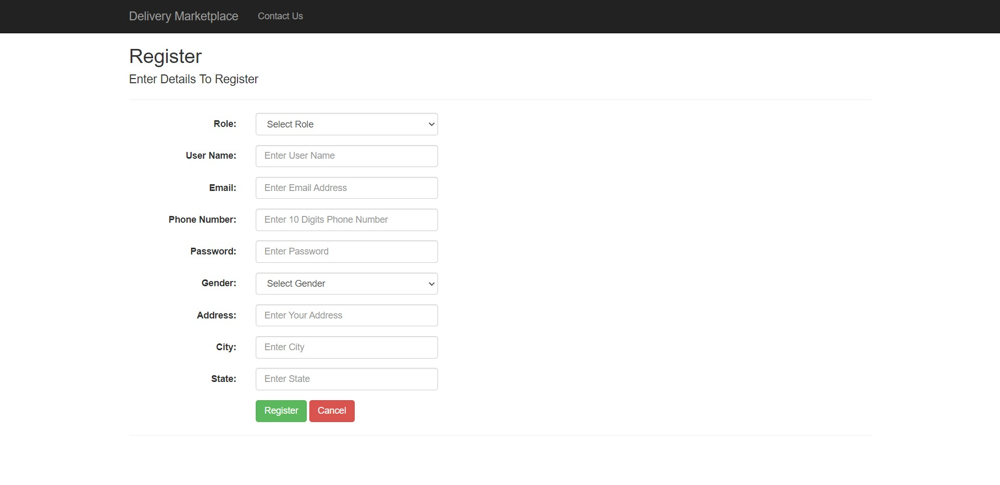 Delivery Marketplace Contact Us
Register
Enter Details To Register
Role: Select Role
User Name: Enter User Name
Email: Enter Email Address
Phone Number: Enter 10 Digits Phone Number
Password: Enter Password
Gender: Select Gender
Address: Enter Your Address
City: Enter City
State: Enter State
Register Cancel